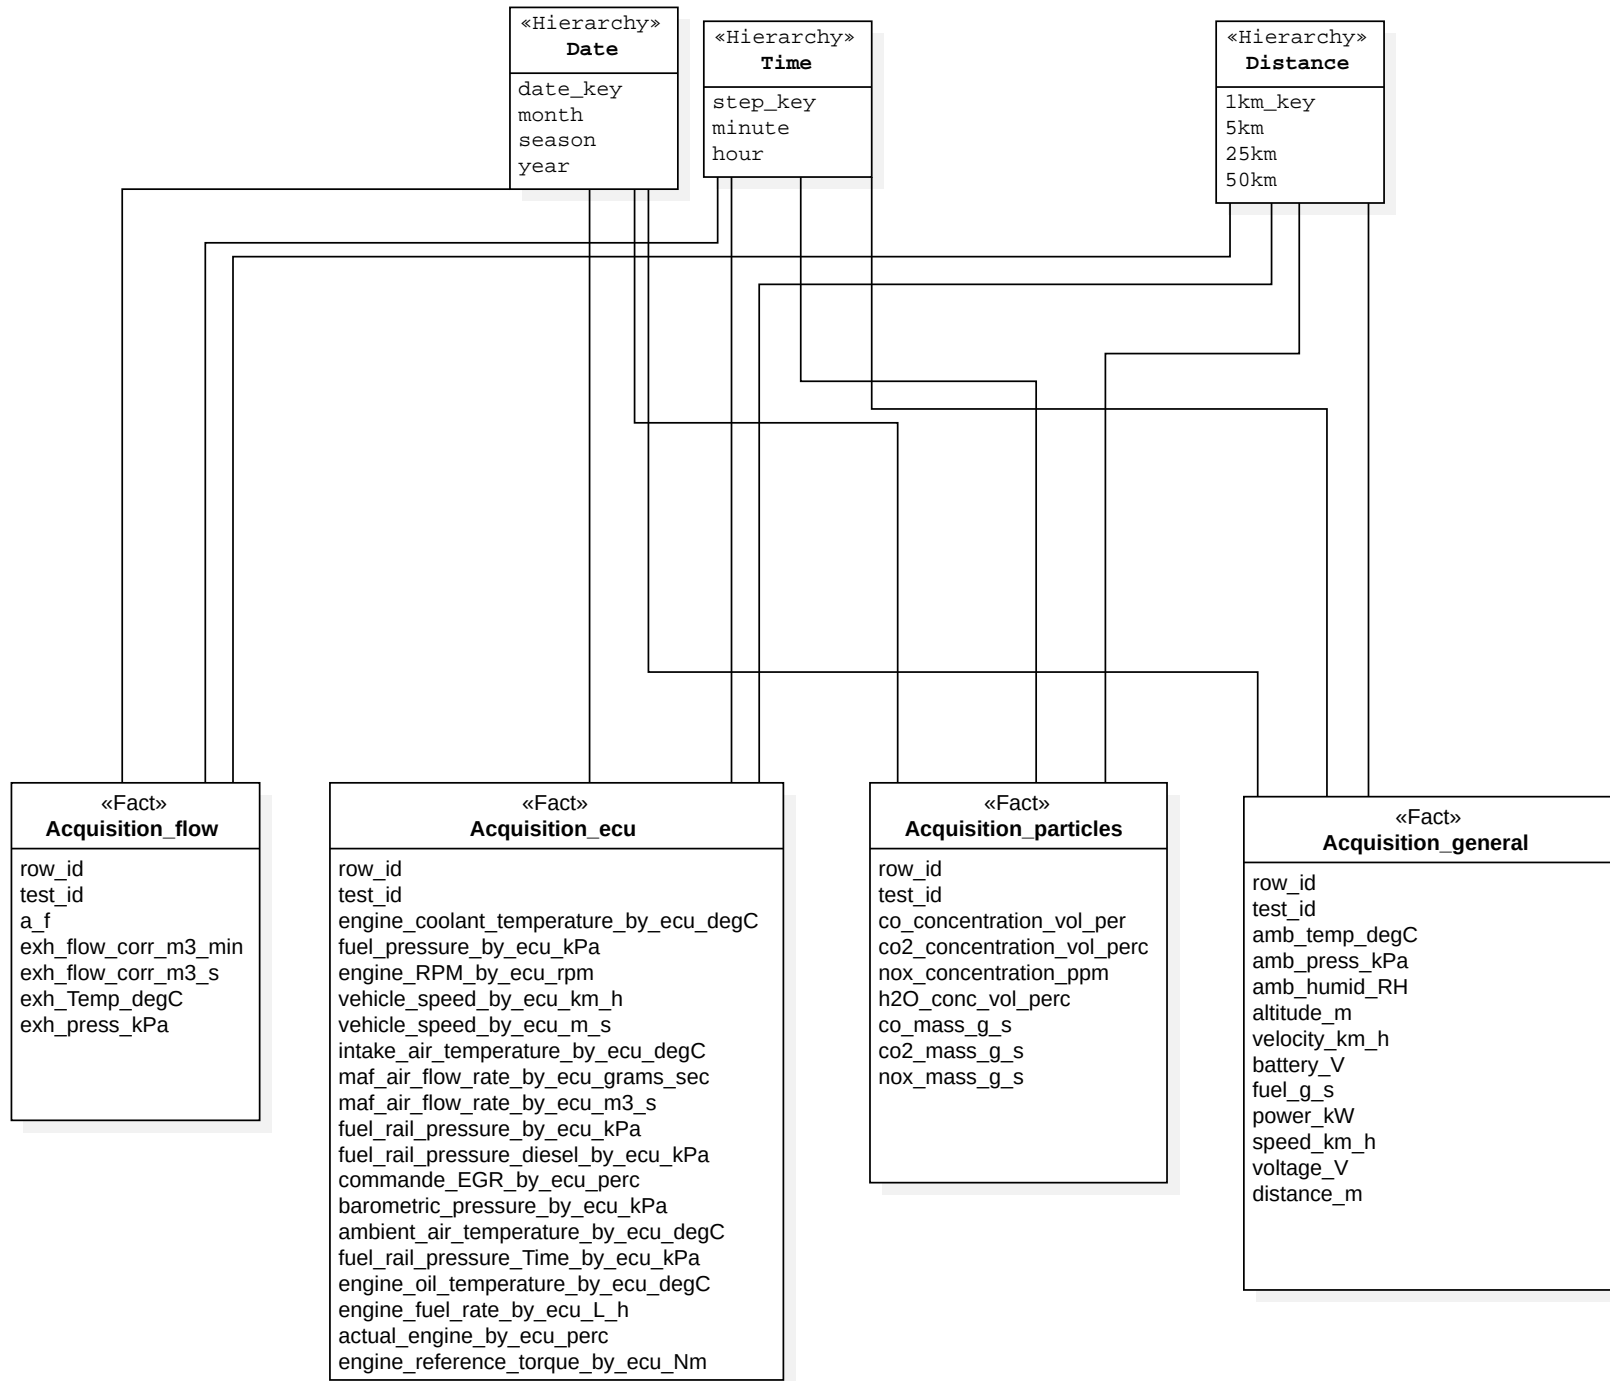 «Hierarchy»
Date
date_key
month
season
year
«Hierarchy»
Time
step_key
minute
hour
«Hierarchy»
Distance
1km_key
5km
25km
50km
«Fact»
Acquisition_flow
row_id
test_id
a_f
exh_flow_corr_m3_min
exh_flow_corr_m3_s
exh_Temp_degC
exh_press_kPa
«Fact»
Acquisition_ecu
row_id
test_id
engine_coolant_temperature_by_ecu_degC
fuel_pressure_by_ecu_kPa
engine_RPM_by_ecu_rpm
vehicle_speed_by_ecu_km_h
vehicle_speed_by_ecu_m_s
intake_air_temperature_by_ecu_degC
maf_air_flow_rate_by_ecu_grams_sec
maf_air_flow_rate_by_ecu_m3_s
fuel_rail_pressure_by_ecu_kPa
fuel_rail_pressure_diesel_by_ecu_kPa
commande_EGR_by_ecu_perc
barometric_pressure_by_ecu_kPa
ambient_air_temperature_by_ecu_degC
fuel_rail_pressure_Time_by_ecu_kPa
engine_oil_temperature_by_ecu_degC
engine_fuel_rate_by_ecu_L_h
actual_engine_by_ecu_perc
engine_reference_torque_by_ecu_Nm
«Fact»
Acquisition_particles
row_id
test_id
co_concentration_vol_per
co2_concentration_vol_perc
nox_concentration_ppm
h2O_conc_vol_perc
co_mass_g_s
co2_mass_g_s
nox_mass_g_s
«Fact»
Acquisition_general
row_id
test_id
amb_temp_degC
amb_press_kPa
amb_humid_RH
altitude_m
velocity_km_h
battery_V
fuel_g_s
power_kW
speed_km_h
voltage_V
distance_m